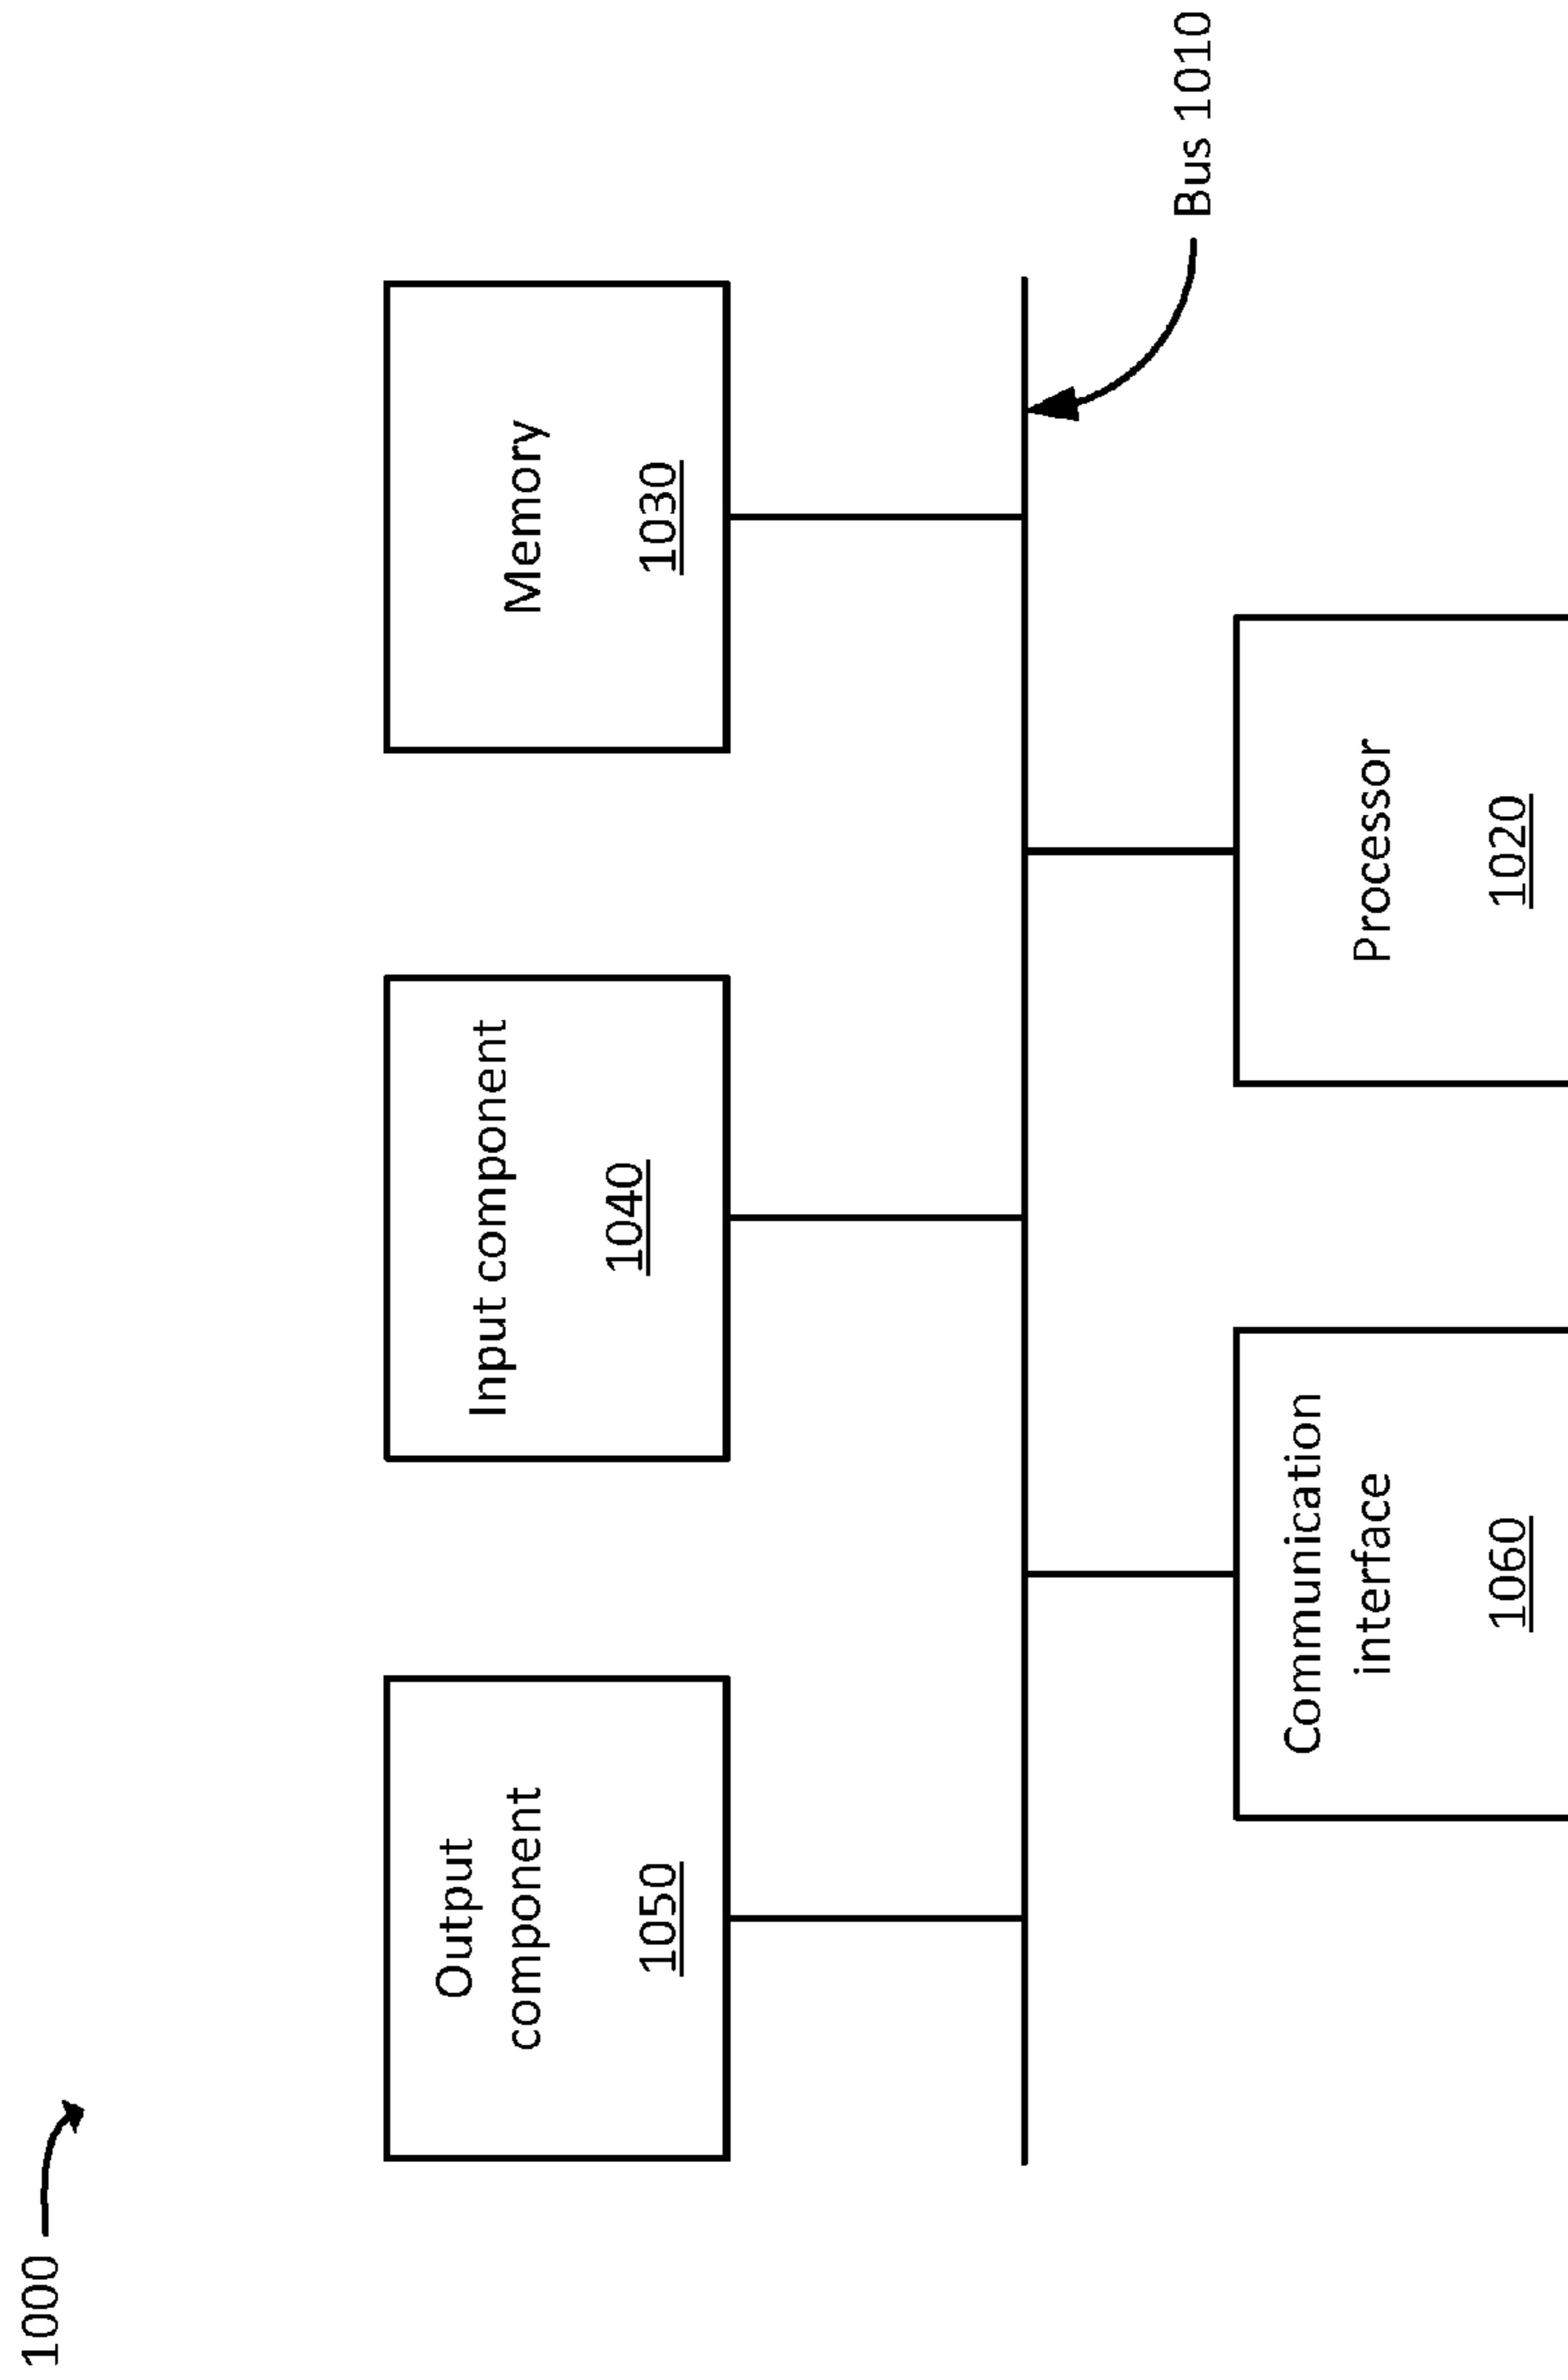 1000
Output
component
1050
Input component
1040
Memory
1030
Bus 1010
Communication
interface
1060
Processor
1020